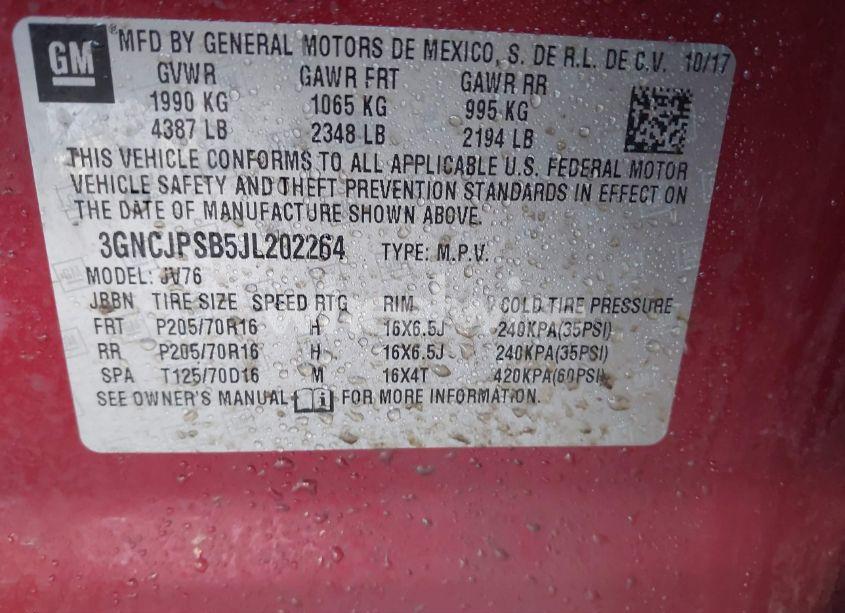 GM ® MFD BY GENERAL MOTORS DE MEXICO, S. DE R.L. DE C.V. 10/17
GVWR GAWR FRT GAWR RR
1990 KG 1065 KG 995 KG
4387 LB 2348 LB 2194 LB
THIS VEHICLE CONFORMS TO ALL APPLICABLE U.S. FEDERAL MOTOR
VEHICLE SAFETY AND THEFT PREVENTION STANDARDS IN EFFECT ON
THE DATE OF MANUFACTURE SHOWN ABOVE.
3GNCJPSB5JL202264 TYPE: M.P.V.
MODEL: JV76
JBBN TIRE SIZE SPEED RTG RIM COLD TIRE PRESSURE
FRT P205/70R16 H 16X6.5J 240KPA(35PSI)
RR P205/70R16 H 16X6.5J 240KPA(35PSI)
SPA T125/70D16 M 16X4T 420KPA(60PSI)
SEE OWNER'S MANUAL i FOR MORE INFORMATION.